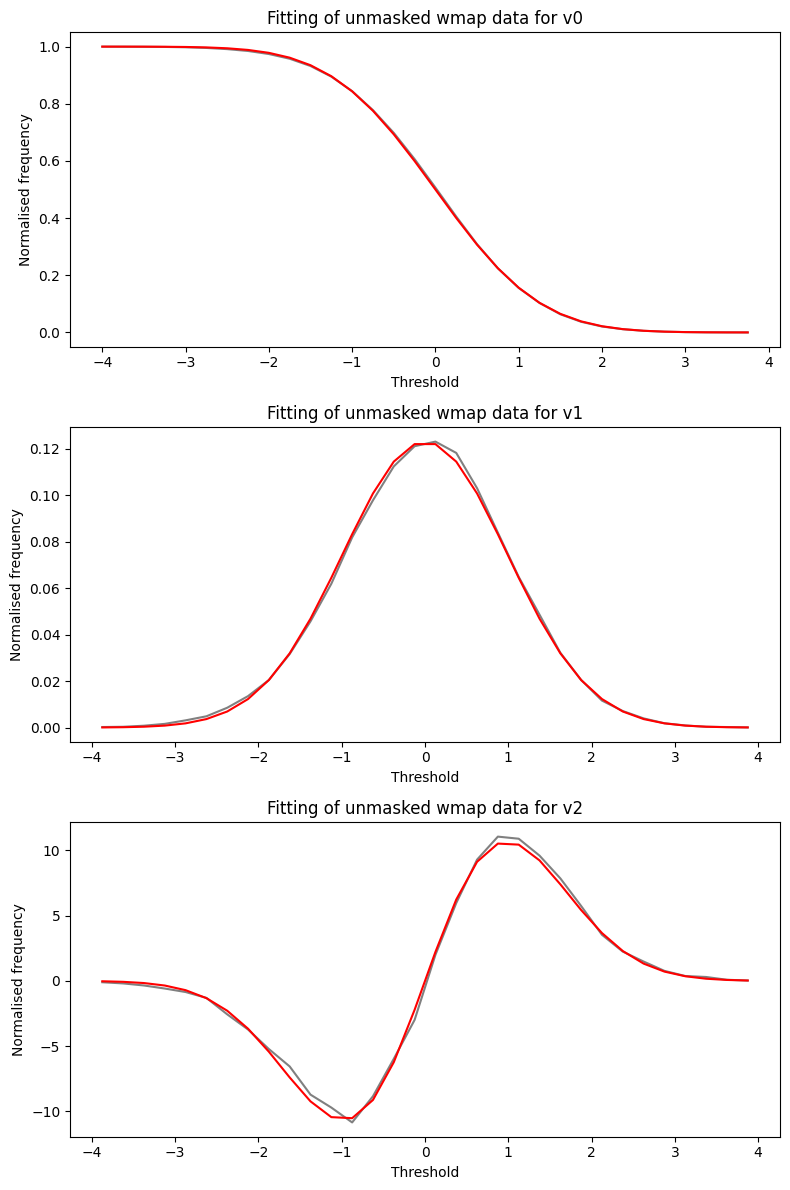 Fitting of unmasked wmap data for v0
1.0
0.8
0.6
0.4
0.2
0.0
Normalised frequency
−4 −3 −2 −1 0 1 2 3 4
Threshold
Fitting of unmasked wmap data for v1
0.12
0.10
0.08
0.06
0.04
0.02
0.00
Normalised frequency
−4 −3 −2 −1 0 1 2 3 4
Threshold
Fitting of unmasked wmap data for v2
10
5
0
−5
−10
Normalised frequency
−4 −3 −2 −1 0 1 2 3 4
Threshold